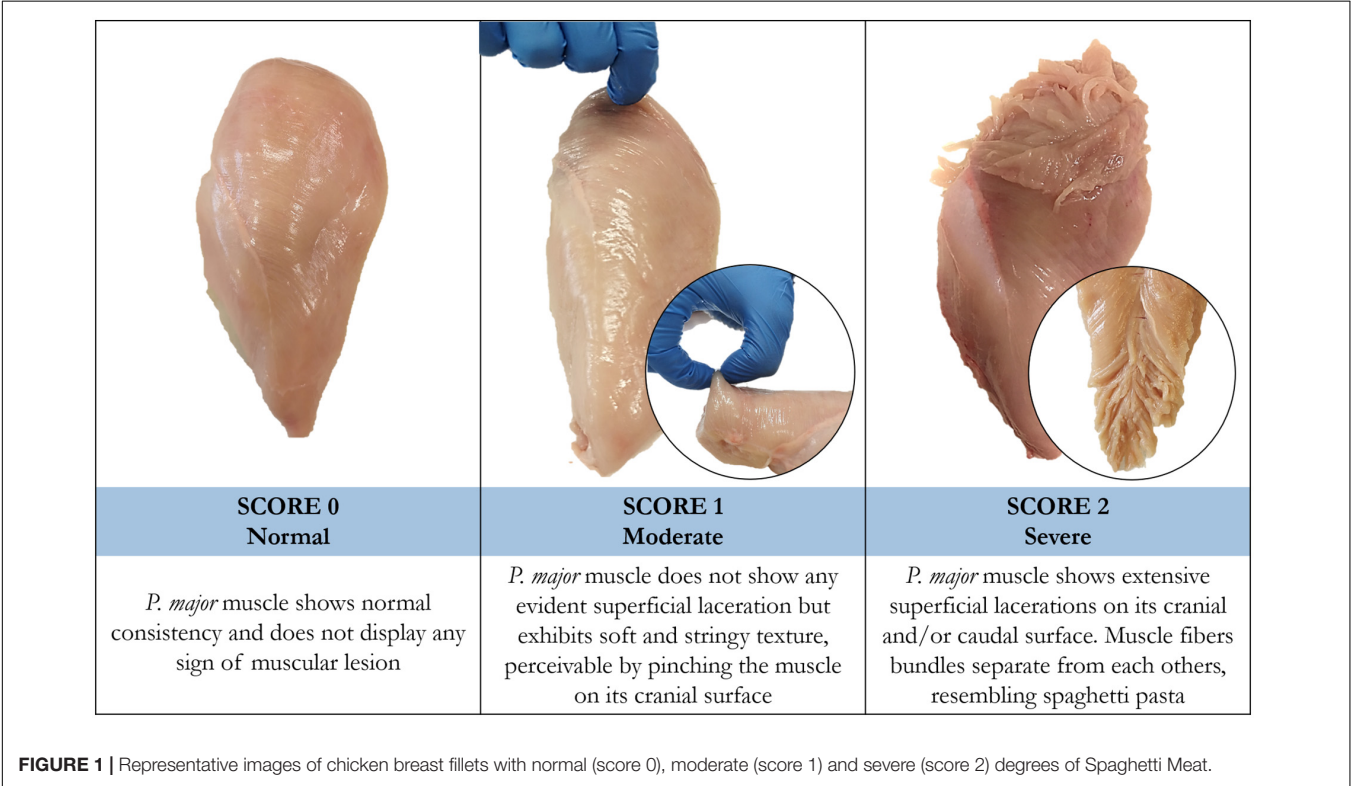 SCORE 0
Normal
P. major muscle shows normal
consistency and does not display any
sign of muscular lesion
SCORE 1
Moderate
P. major muscle does not show any
evident superficial laceration but
exhibits soft and stringy texture,
perceivable by pinching the muscle
on its cranial surface
SCORE 2
Severe
P. major muscle shows extensive
superficial lacerations on its cranial
and/or caudal surface. Muscle fibers
bundles separate from each others,
resembling spaghetti pasta
FIGURE 1 | Representative images of chicken breast fillets with normal (score 0), moderate (score 1) and severe (score 2) degrees of Spaghetti Meat.